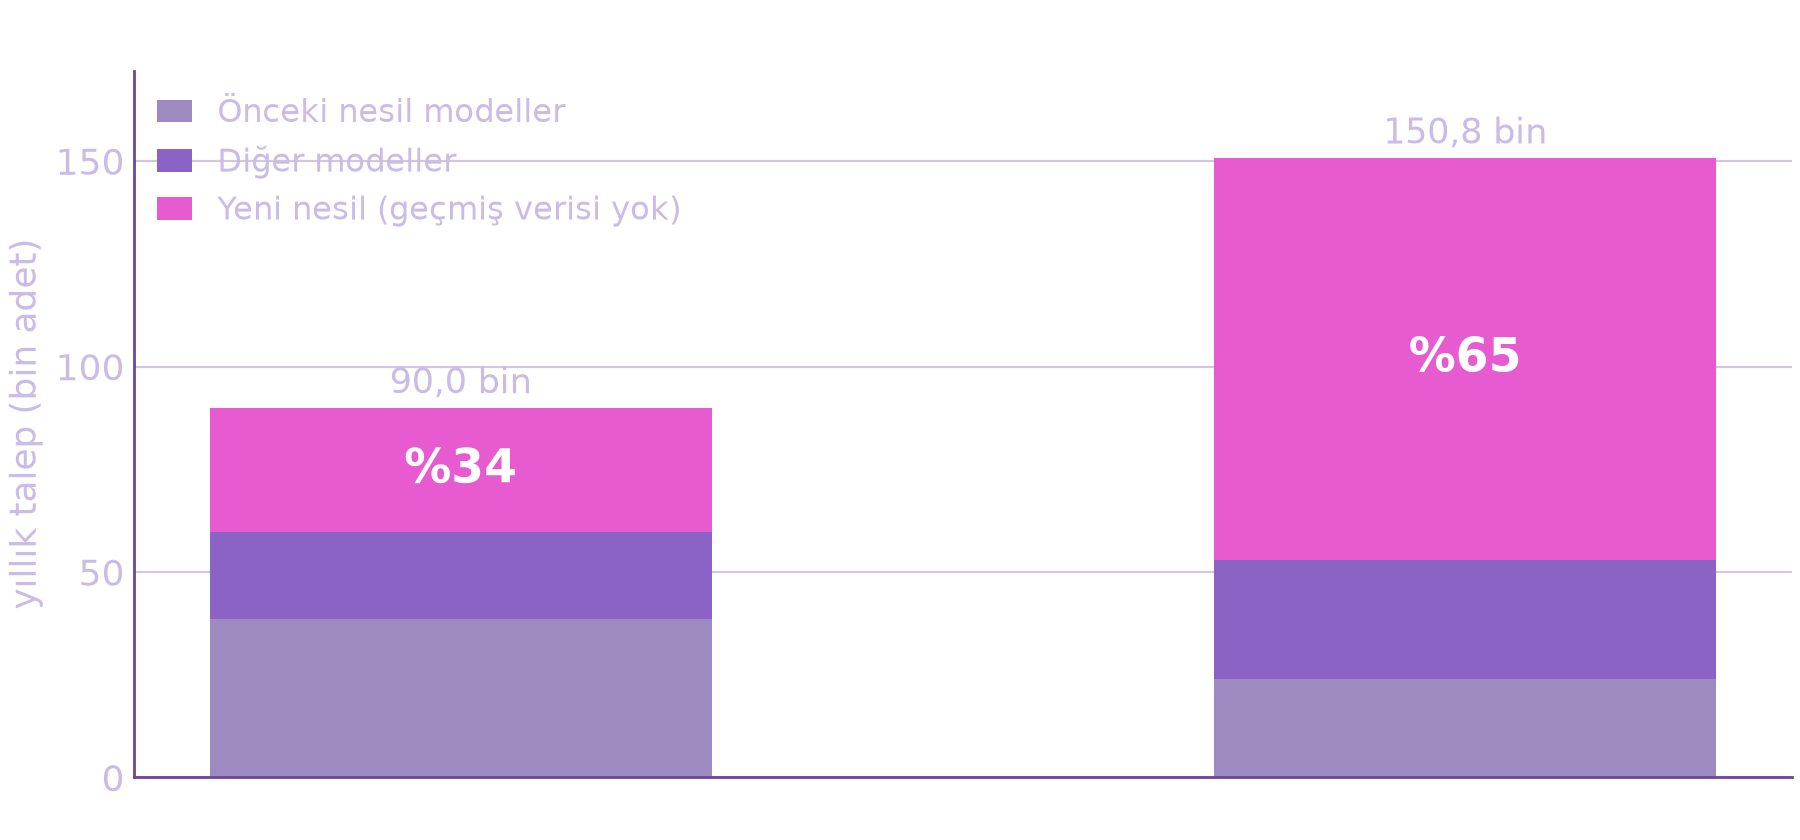 Önceki nesil modeller
Diğer modeller
Yeni nesil (geçmiş verisi yok)
yıllık talep (bin adet)
150
100
50
0
90,0 bin
%34
150,8 bin
%65